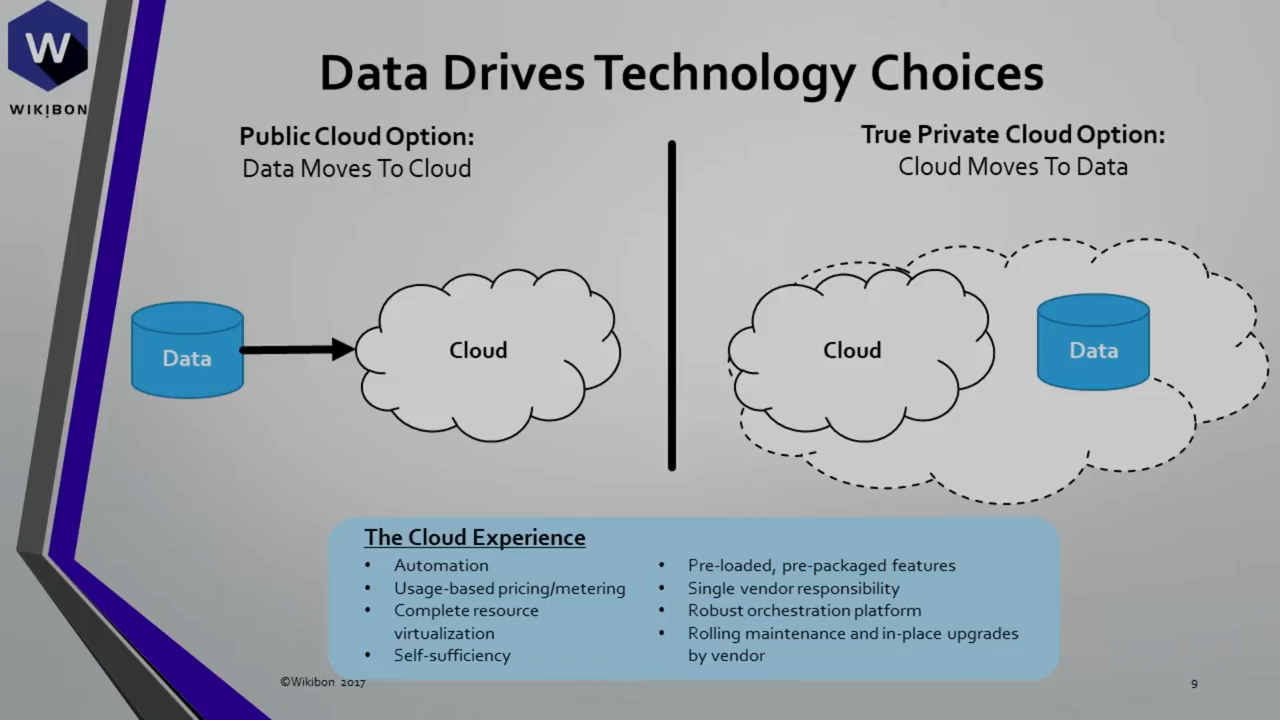 W
WIKIBON
Data Drives Technology Choices
Public Cloud Option:
Data Moves To Cloud
True Private Cloud Option:
Cloud Moves To Data
Data
Cloud
Cloud
Data
The Cloud Experience
• Automation
• Usage-based pricing/metering
• Complete resource
virtualization
• Self-sufficiency
• Pre-loaded, pre-packaged features
• Single vendor responsibility
• Robust orchestration platform
• Rolling maintenance and in-place upgrades
by vendor
©Wikibon 2017
9